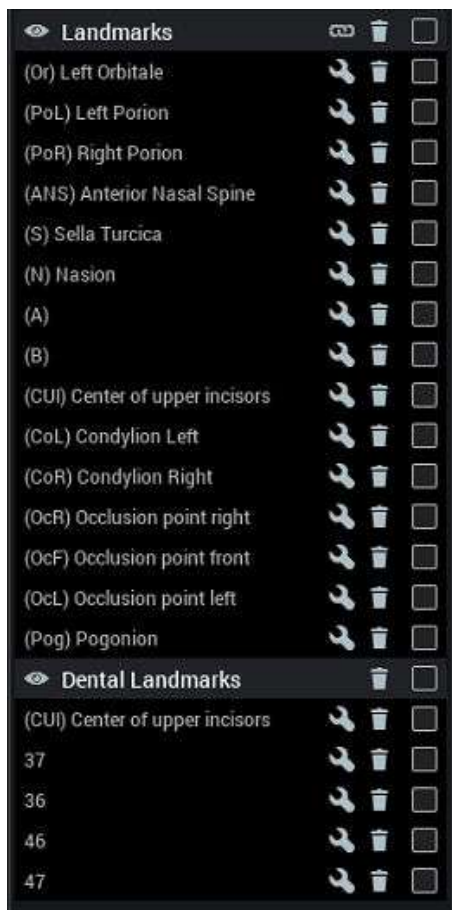 Landmarks
(Or) Left Orbitale
(PoL) Left Porion
(PoR) Right Porion
(ANS) Anterior Nasal Spine
(S) Sella Turcica
(N) Nasion
(A)
(B)
(CUI) Center of upper incisors
(CoL) Condylion Left
(CoR) Condylion Right
(OcR) Occlusion point right
(OcF) Occlusion point front
(OcL) Occlusion point left
(Pog) Pogonion
Dental Landmarks
(CUI) Center of upper incisors
37
36
46
47